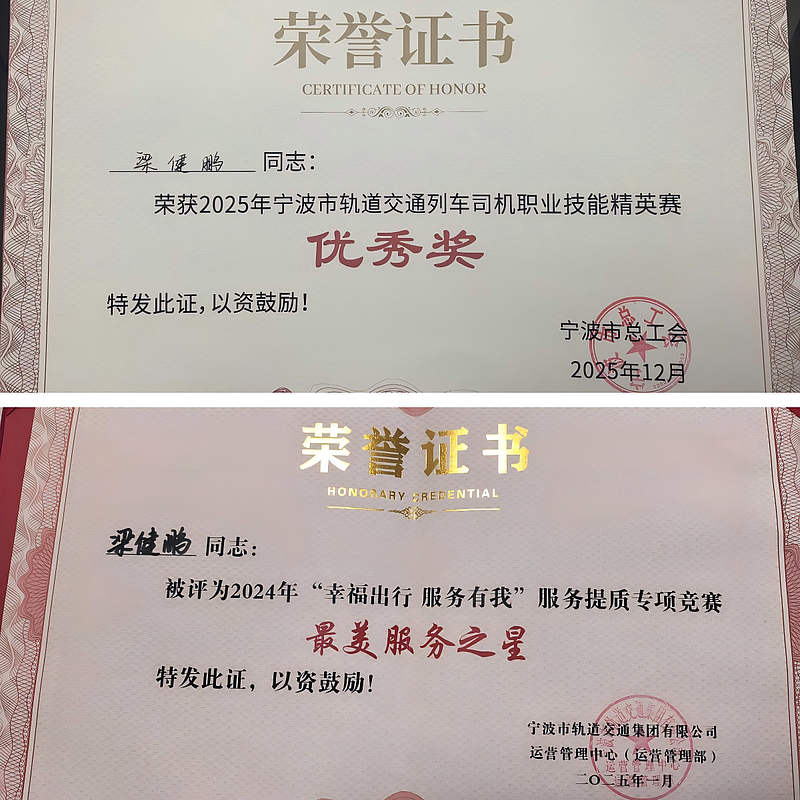 荣誉证书
CERTIFICATE OF HONOR
梁健鹏 同志：
荣获2025年宁波市轨道交通列车司机职业技能精英赛
优秀奖
特发此证，以资鼓励！
宁波市总工会
2025年12月
荣誉证书
HONORARY CREDENTIAL
梁健鹏 同志：
被评为2024年“幸福出行 服务有我”服务提质专项竞赛
最美服务之星
特发此证，以资鼓励！
宁波市轨道交通集团有限公司
运营管理中心（运营管理部）
二〇二五年一月